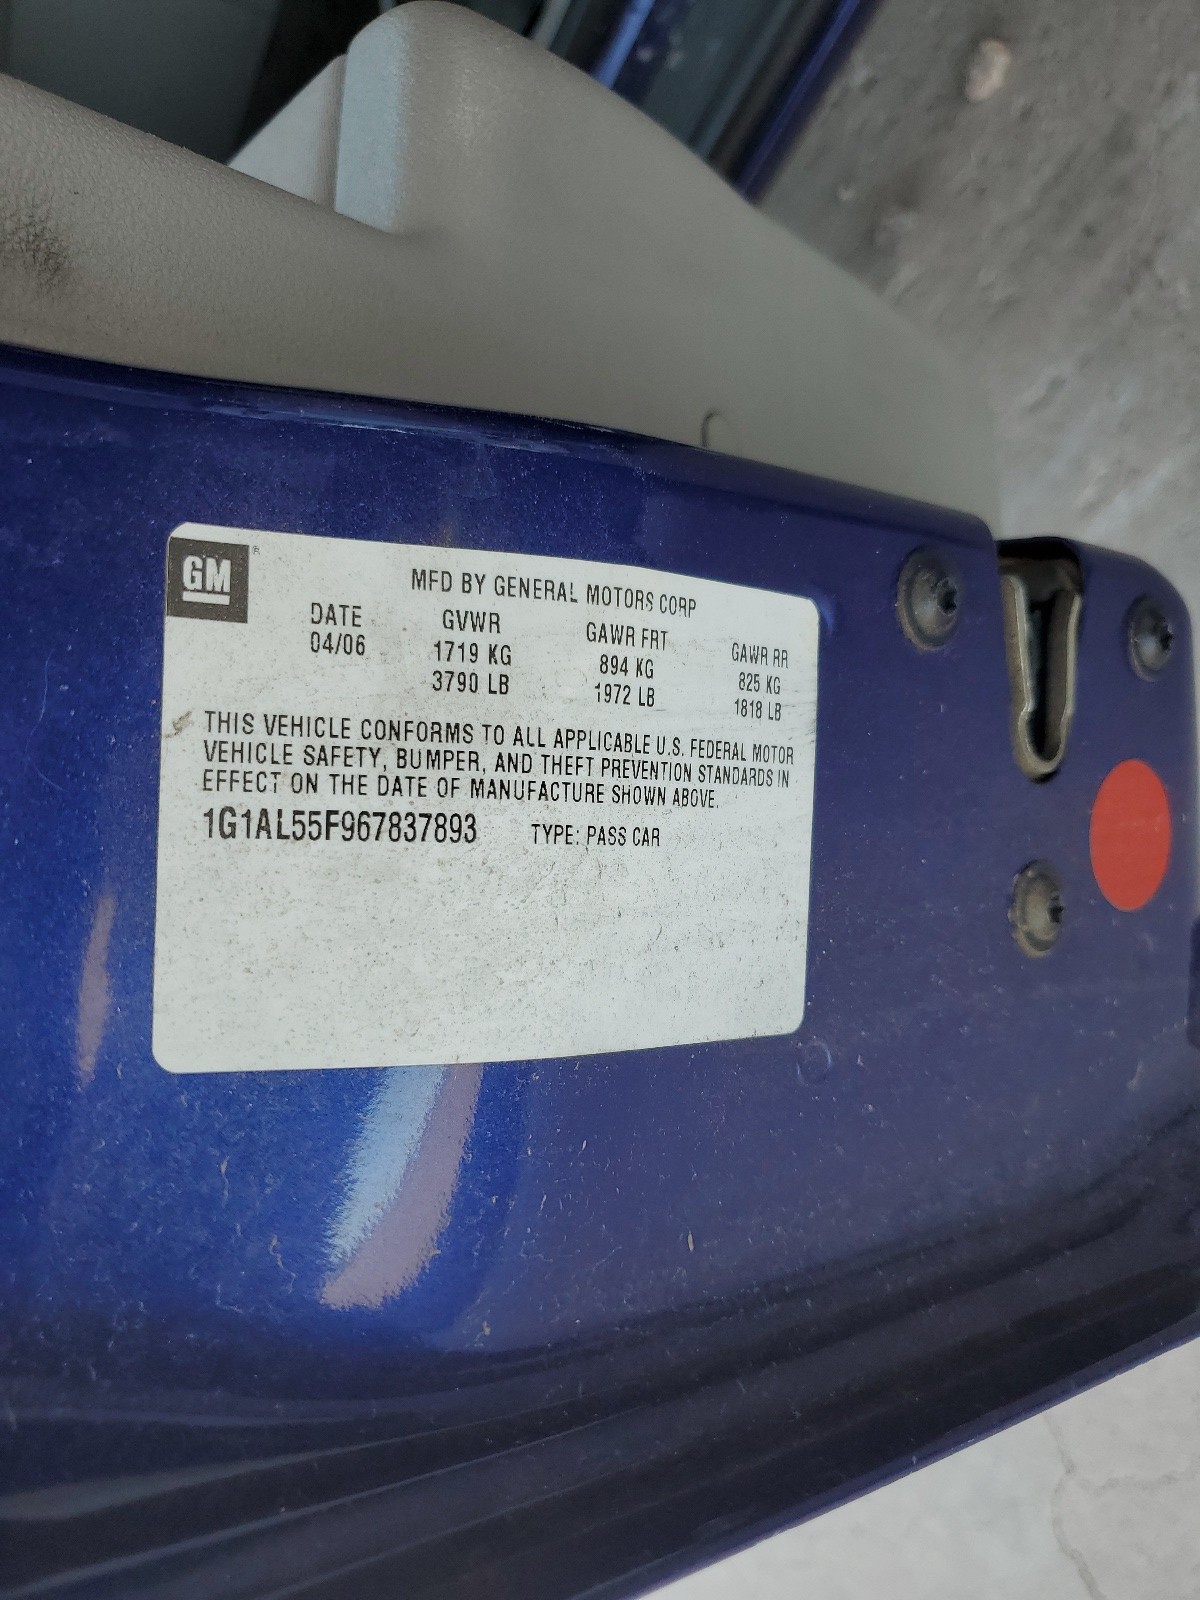 GM ®
MFD BY GENERAL MOTORS CORP
DATE GVWR GAWR FRT GAWR RR
04/06 1719 KG 894 KG 825 KG
3790 LB 1972 LB 1818 LB
THIS VEHICLE CONFORMS TO ALL APPLICABLE U.S. FEDERAL MOTOR
VEHICLE SAFETY, BUMPER, AND THEFT PREVENTION STANDARDS IN
EFFECT ON THE DATE OF MANUFACTURE SHOWN ABOVE.
1G1AL55F967837893 TYPE: PASS CAR